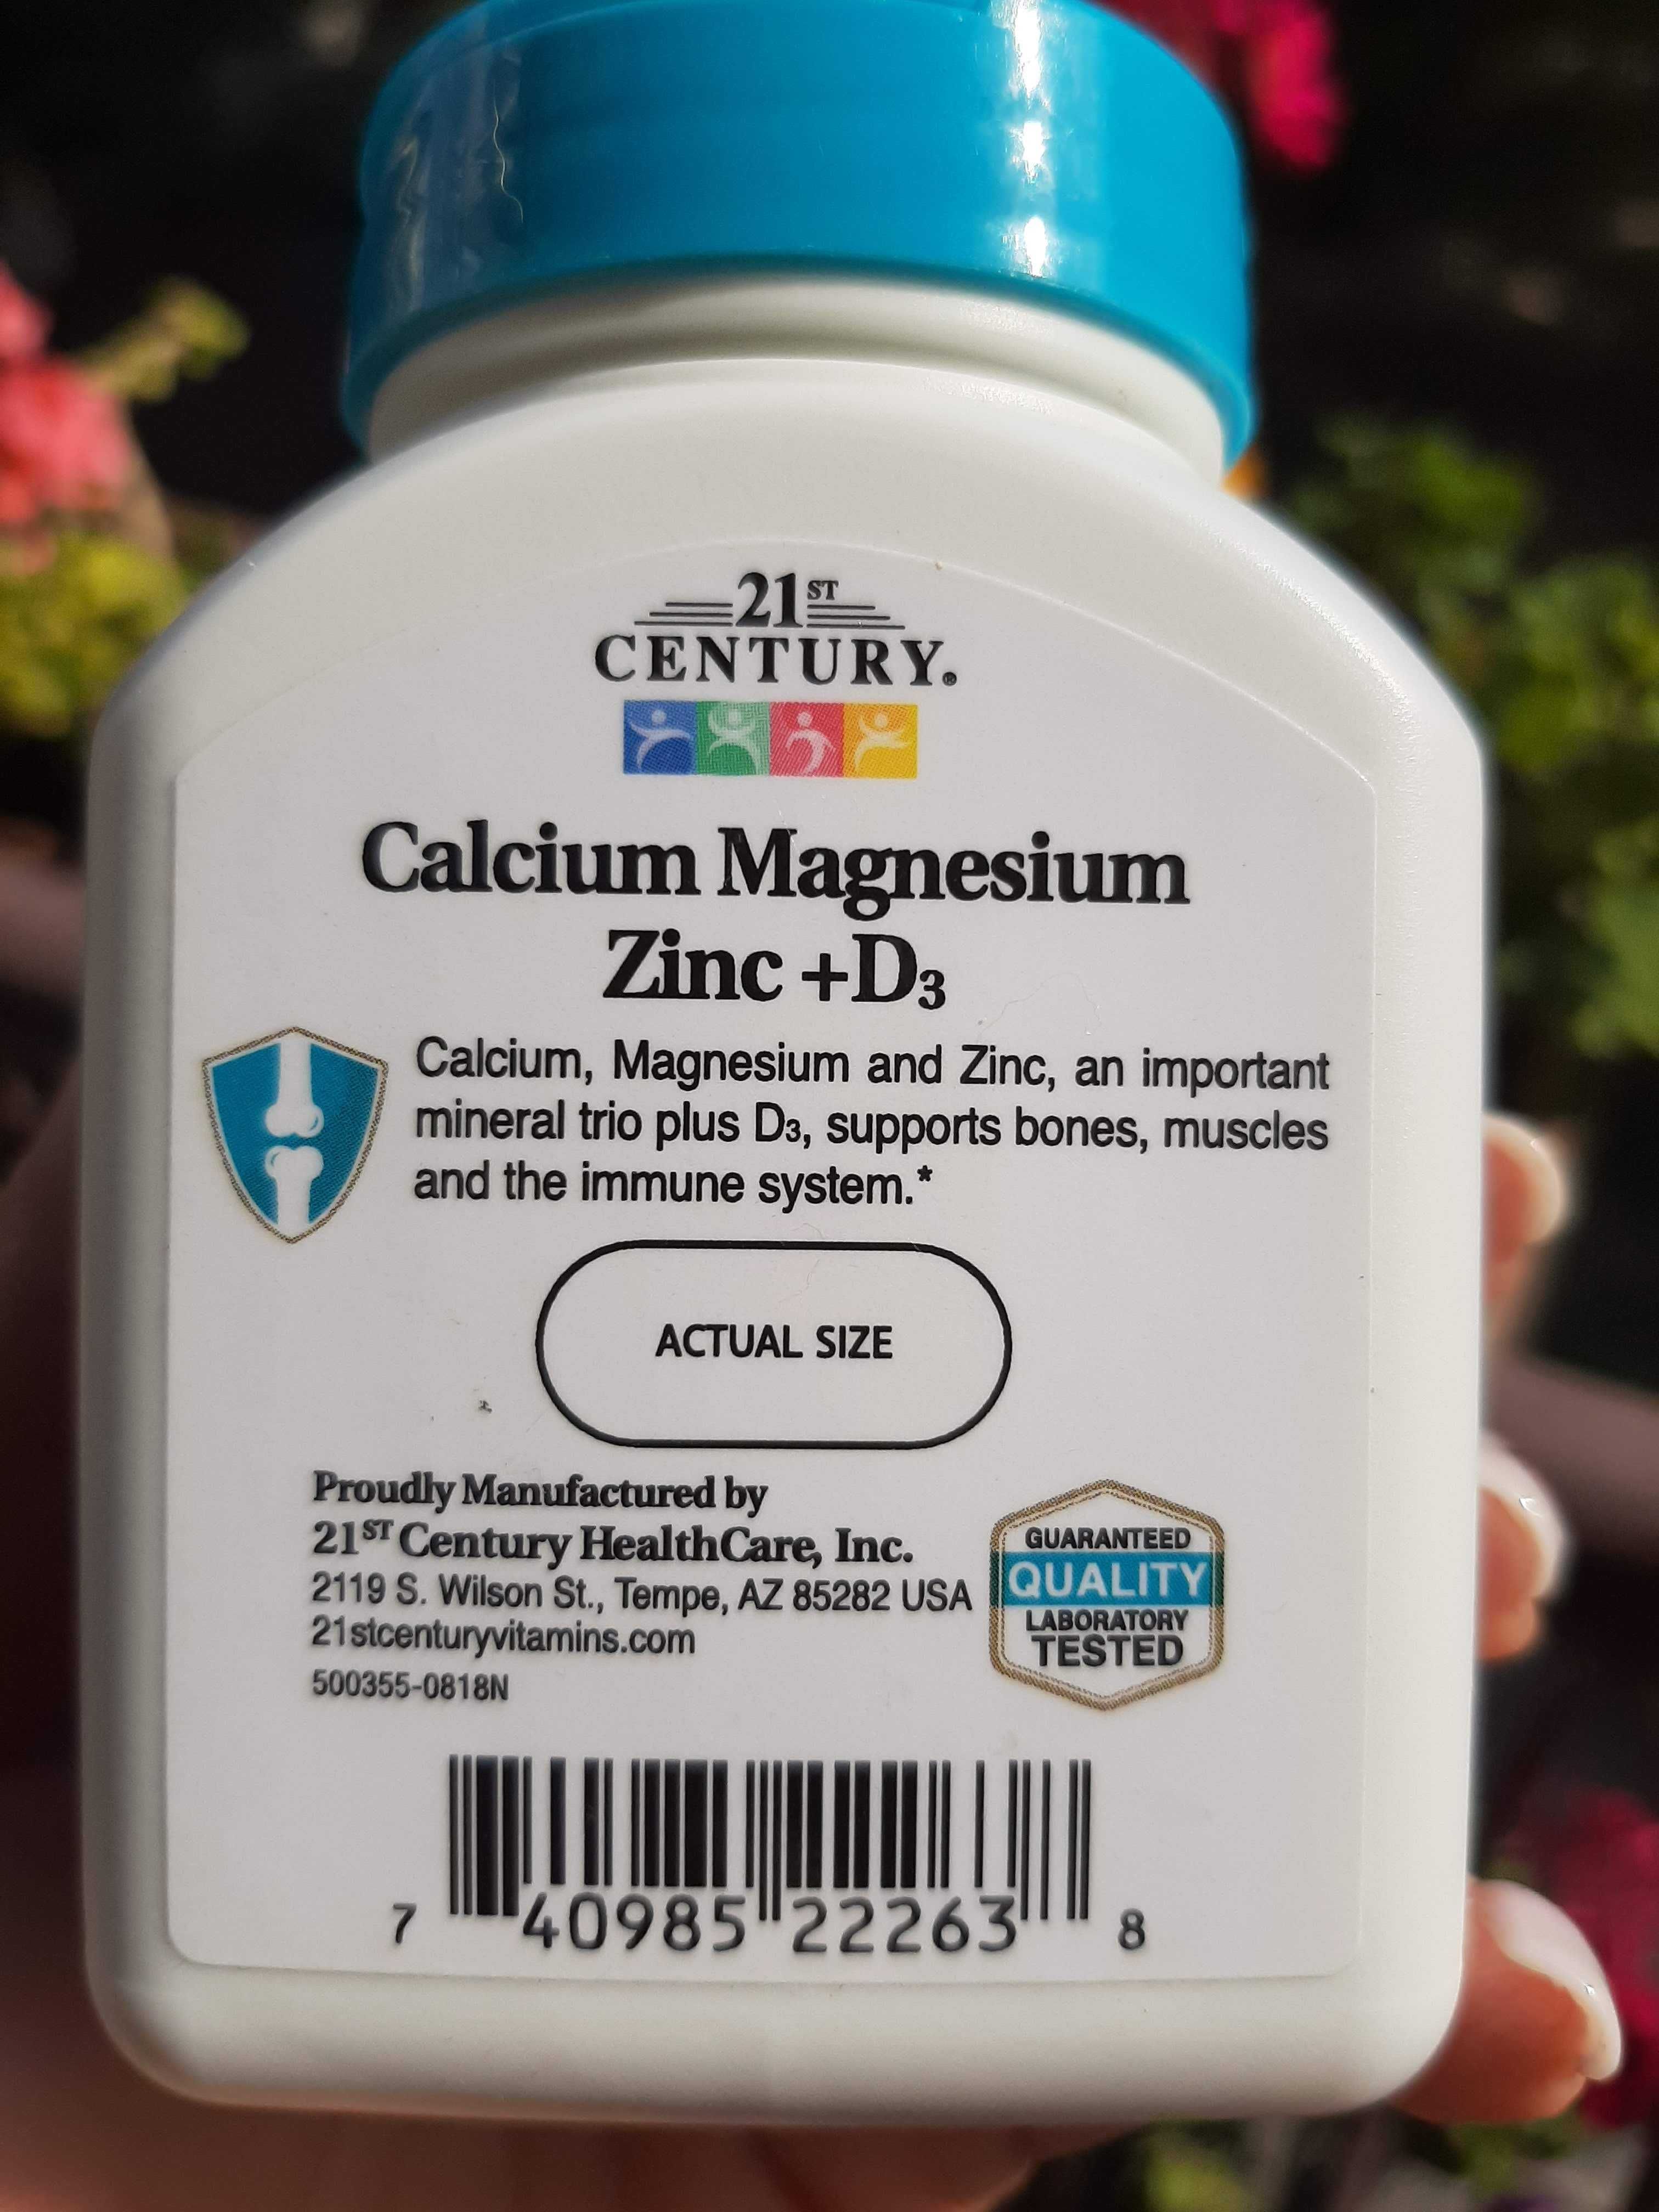 21ST
CENTURY®
Calcium Magnesium
Zinc +D3
Calcium, Magnesium and Zinc, an important
mineral trio plus D3, supports bones, muscles
and the immune system.*
ACTUAL SIZE
Proudly Manufactured by
21ST Century HealthCare, Inc.
2119 S. Wilson St., Tempe, AZ 85282 USA
21stcenturyvitamins.com
500355-0818N
GUARANTEED
QUALITY
LABORATORY
TESTED
7 40985 22263 8